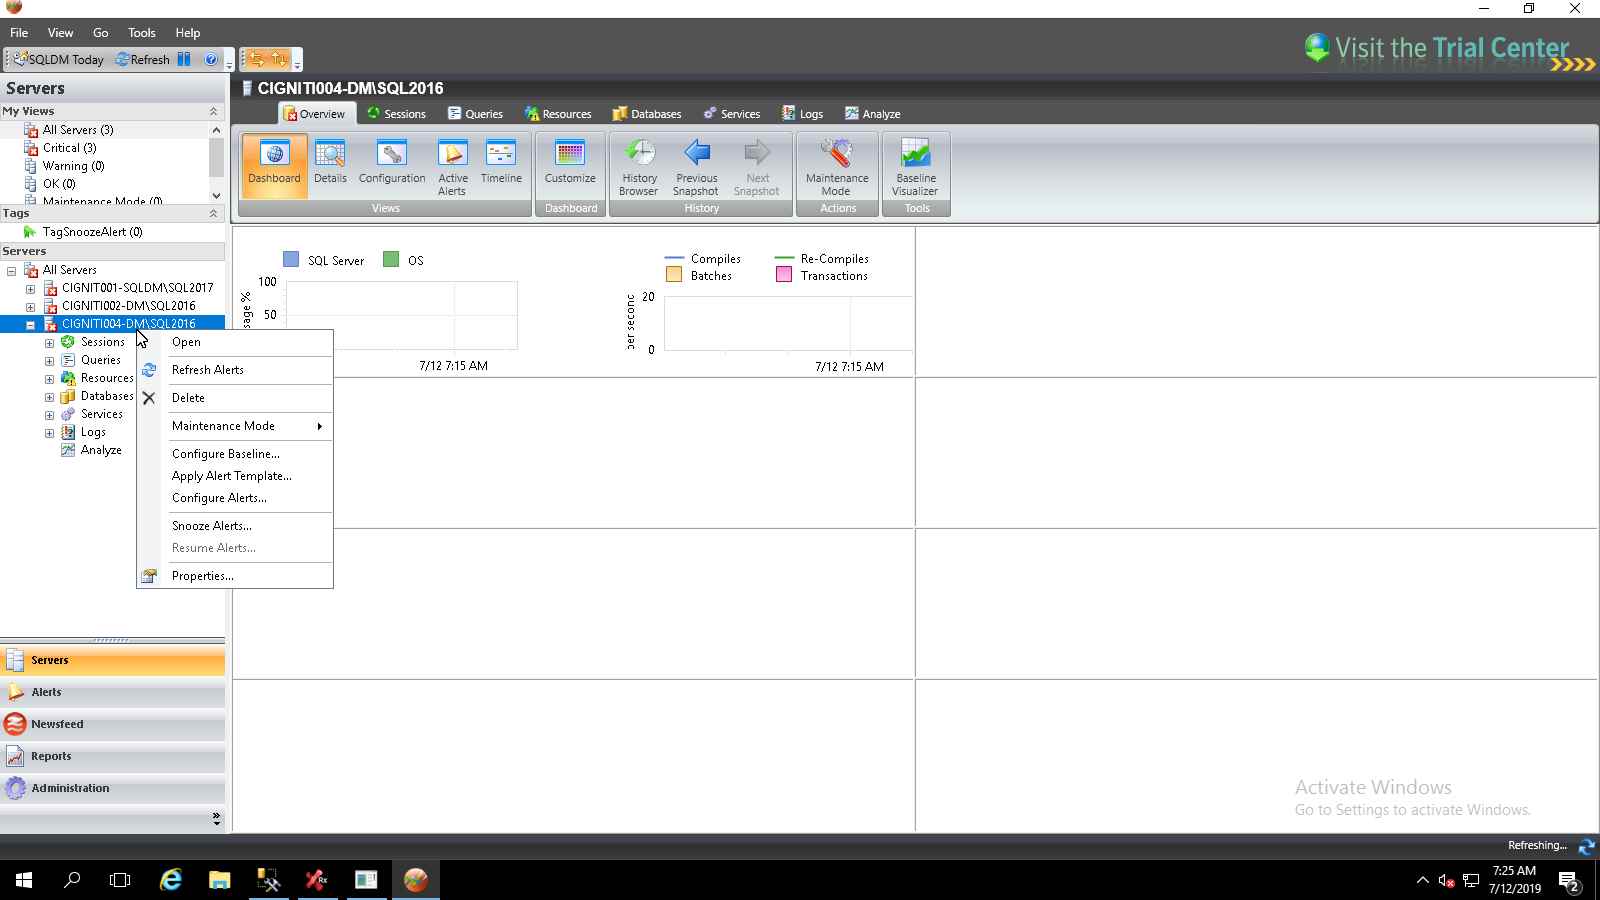 File View Go Tools Help
SQLDM Today Refresh
Visit the Trial Center
Servers
CIGNITI004-DM\SQL2016
My Views
All Servers (3)
Critical (3)
Warning (0)
OK (0)
Maintenance Mode (0)
Tags
TagSnoozeAlert (0)
Servers
All Servers
CIGNIT001-SQLDM\SQL2017
CIGNITI002-DM\SQL2016
CIGNITI004-DM\SQL2016
Sessions
Queries
Resources
Databases
Services
Logs
Analyze
Open
Refresh Alerts
Delete
Maintenance Mode
Configure Baseline...
Apply Alert Template...
Configure Alerts...
Snooze Alerts...
Resume Alerts...
Properties...
Servers
Alerts
Newsfeed
Reports
Administration
Overview Sessions Queries Resources Databases Services Logs Analyze
Dashboard Details Configuration Active Alerts Timeline Customize History Browser Previous Snapshot Next Snapshot Maintenance Mode Baseline Visualizer
Views Dashboard History Actions Tools
SQL Server OS
100
50
7/12 7:15 AM
Compiles Re-Compiles
Batches Transactions
20
per second
0
7/12 7:15 AM
Activate Windows
Go to Settings to activate Windows.
Refreshing...
7:25 AM
7/12/2019
2